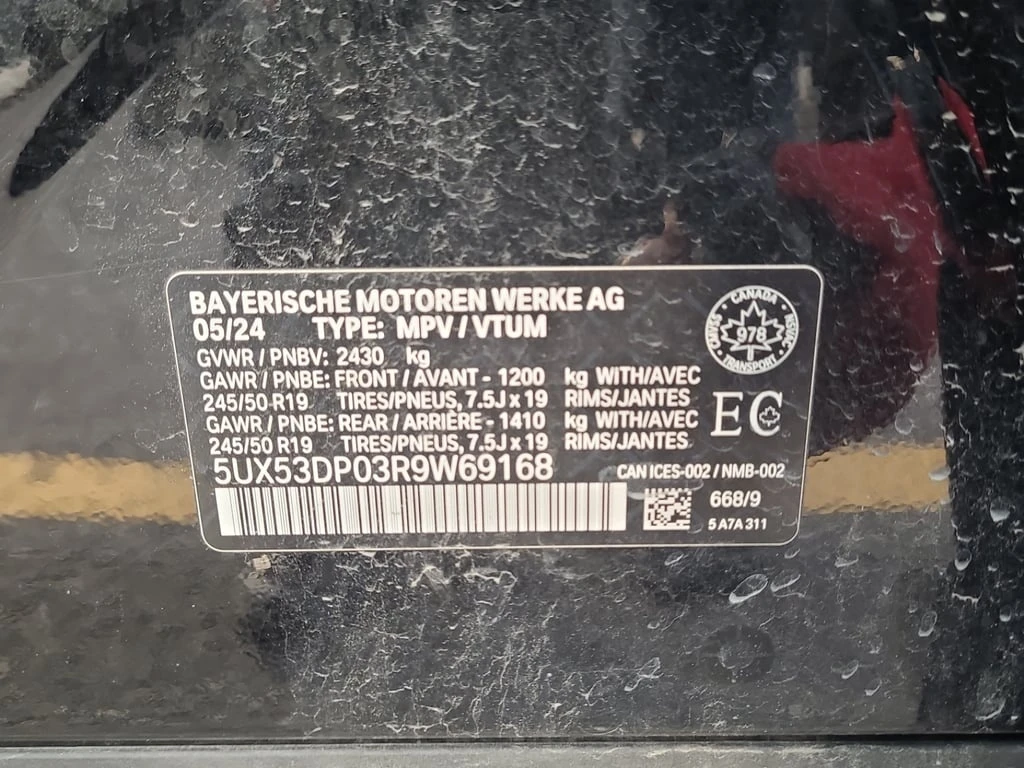 BAYERISCHE MOTOREN WERKE AG
05/24 TYPE: MPV / VTUM
GVWR / PNBV: 2430 kg
GAWR / PNBE: FRONT / AVANT - 1200 kg WITH/AVEC
245/50 R19 TIRES/PNEUS, 7.5J x 19 RIMS/JANTES
GAWR / PNBE: REAR / ARRIÈRE - 1410 kg WITH/AVEC
245/50 R19 TIRES/PNEUS, 7.5J x 19 RIMS/JANTES
5UX53DP03R9W69168
CANADA
978
TRANSPORT
NSVAC
SNVAC
EC
CAN ICES-002 / NMB-002
668/9
5 A7A 311